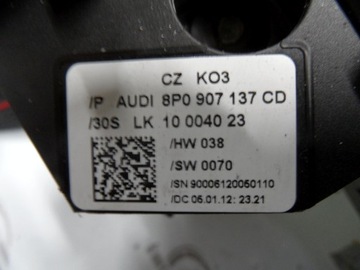 CZ KO3
/P AUDI 8P0 907 137 CD
/30S LK 10 0040 23
/HW 038
/SW 0070
/SN 90006120050110
/DC 05.01.12; 23.21